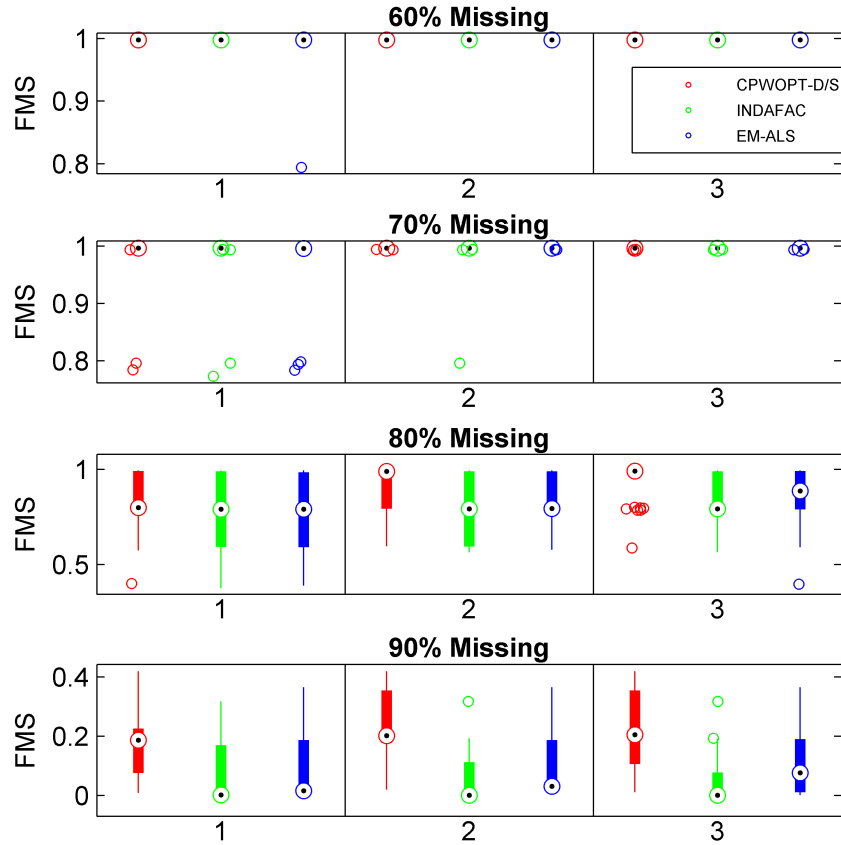 60% Missing
1
0.9
0.8
FMS
CPWOPT-D/S
INDAFAC
EM-ALS
1 2 3
70% Missing
1
0.9
0.8
FMS
1 2 3
80% Missing
1
0.5
FMS
1 2 3
90% Missing
0.4
0.2
0
FMS
1 2 3